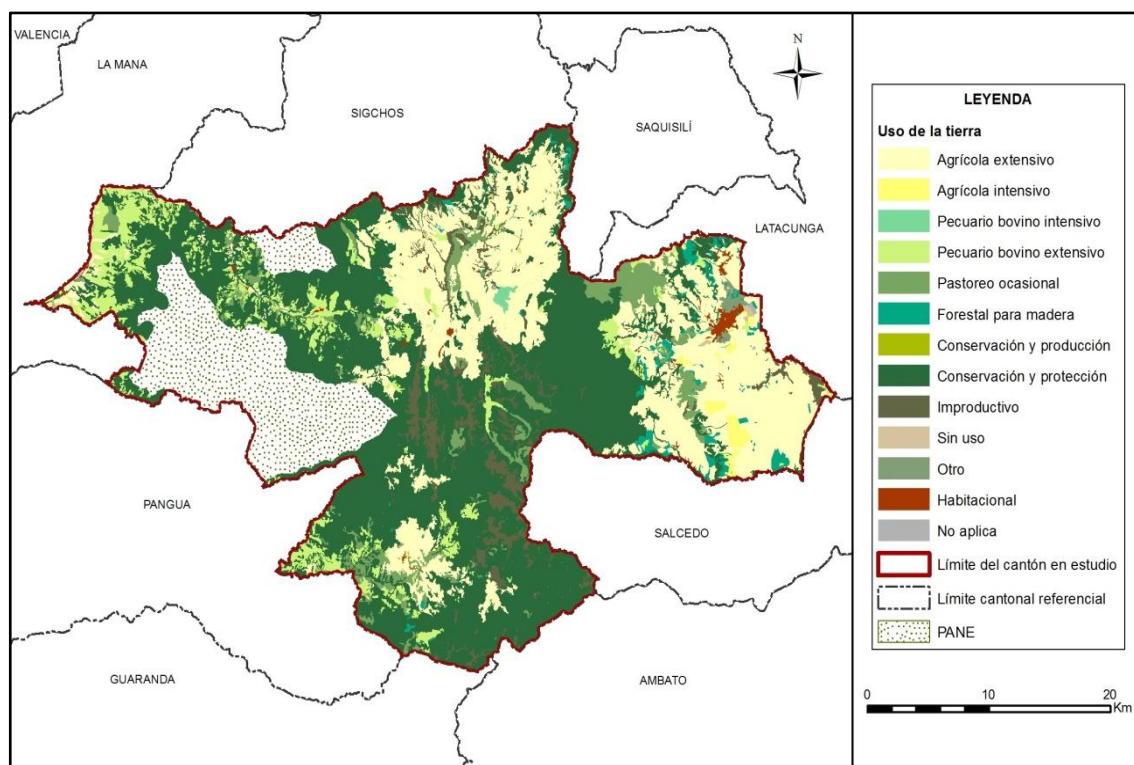 VALENCIA
LA MANA
SIGCHOS
SAQUISILÍ
LATACUNGA
PANGUA
SALCEDO
GUARANDA
AMBATO
N
LEYENDA
Uso de la tierra
Agrícola extensivo
Agrícola intensivo
Pecuario bovino intensivo
Pecuario bovino extensivo
Pastoreo ocasional
Forestal para madera
Conservación y producción
Conservación y protección
Improductivo
Sin uso
Otro
Habitacional
No aplica
Límite del cantón en estudio
Límite cantonal referencial
PANE
0 10 20
Km